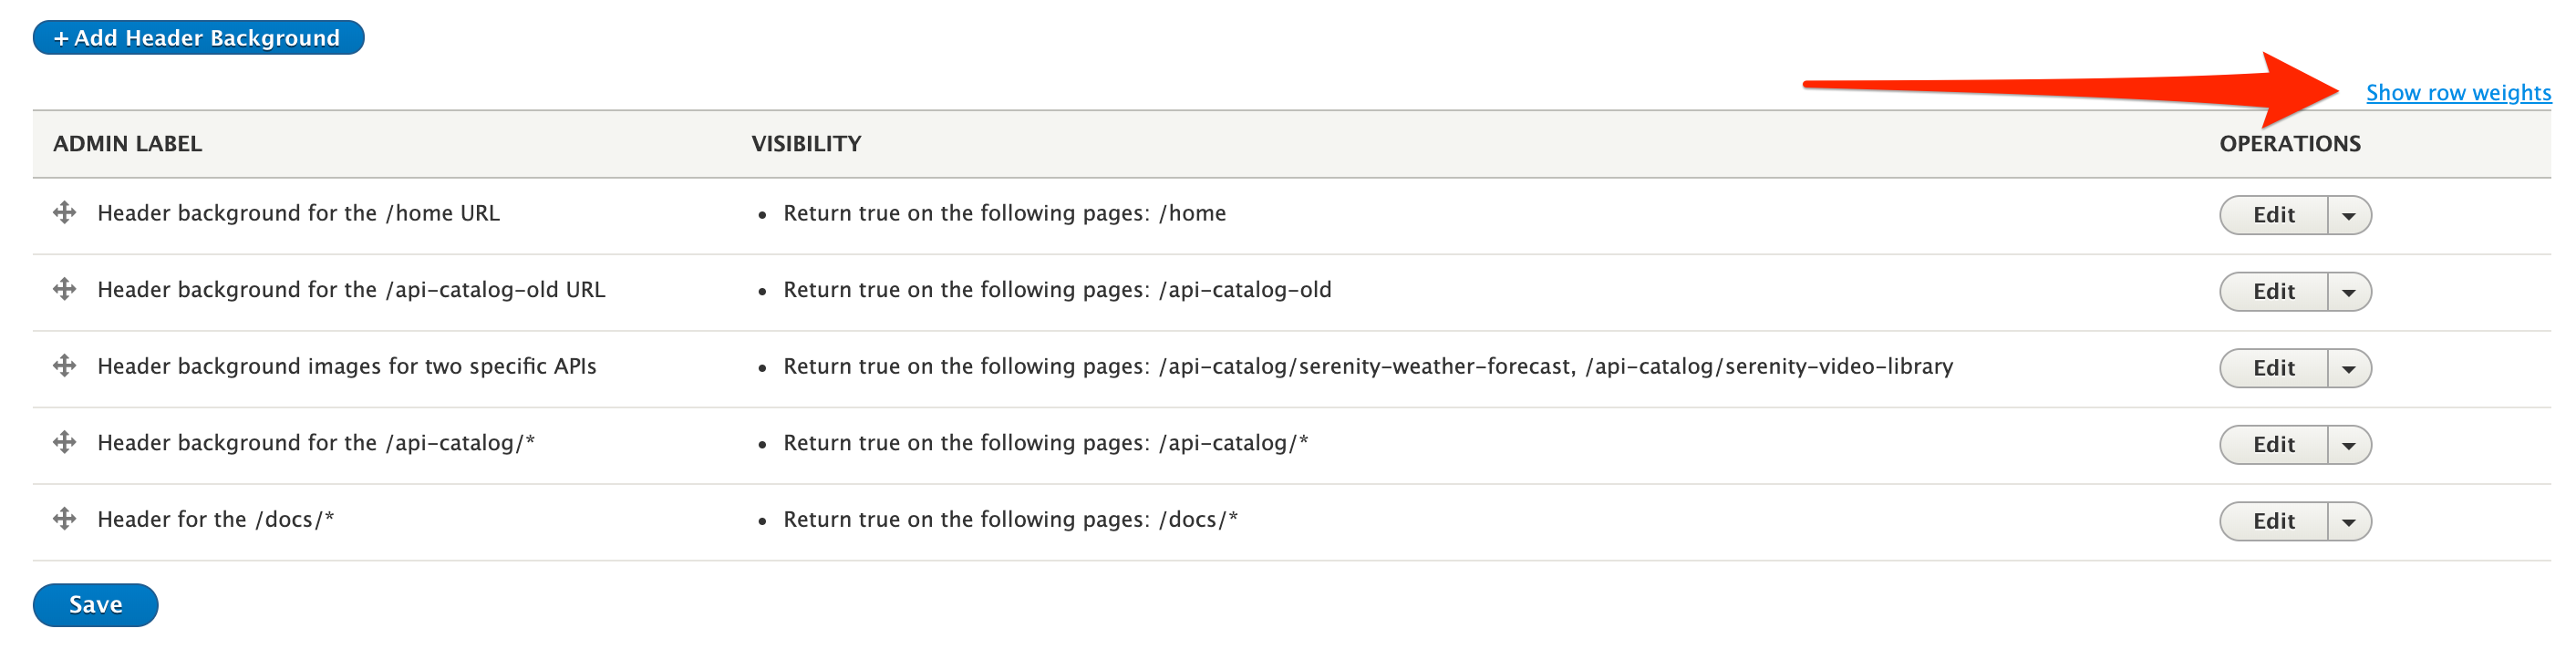 + Add Header Background
Show row weights
ADMIN LABEL VISIBILITY OPERATIONS
Header background for the /home URL • Return true on the following pages: /home Edit
Header background for the /api-catalog-old URL • Return true on the following pages: /api-catalog-old Edit
Header background images for two specific APIs • Return true on the following pages: /api-catalog/serenity-weather-forecast, /api-catalog/serenity-video-library Edit
Header background for the /api-catalog/* • Return true on the following pages: /api-catalog/* Edit
Header for the /docs/* • Return true on the following pages: /docs/* Edit
Save